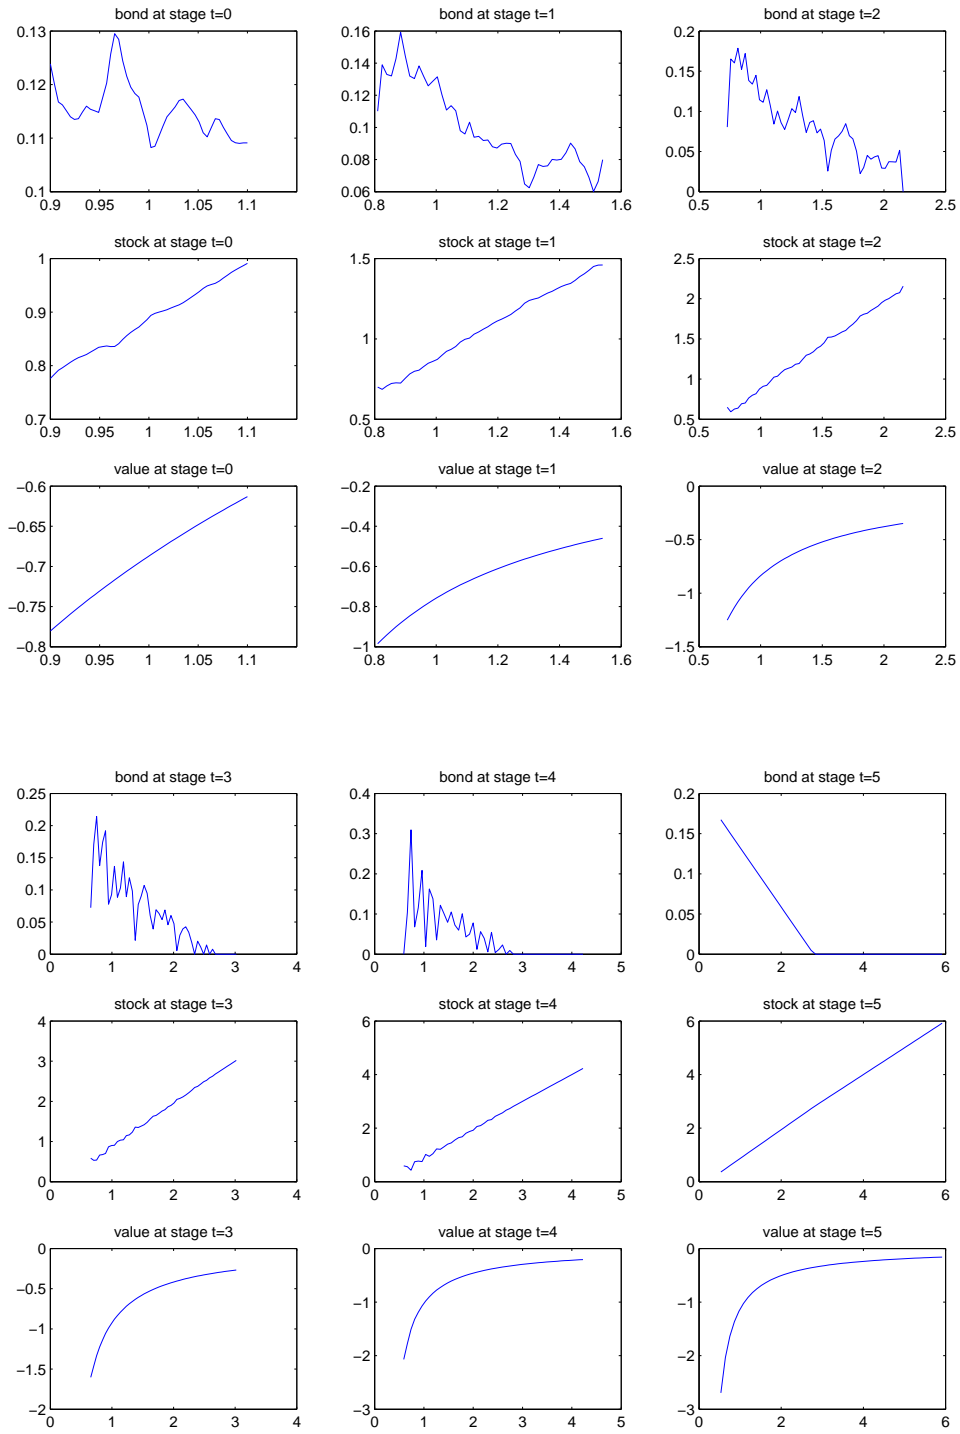 bond at stage t=0 bond at stage t=1 bond at stage t=2
0.13 0.16 0.2
0.12 0.14 0.15
0.11 0.12 0.1
0.1 0.1 0.05
0.08 0
0.06
0.9 0.95 1 1.05 1.1 0.8 1 1.2 1.4 1.6 0.5 1 1.5 2 2.5
stock at stage t=0 stock at stage t=1 stock at stage t=2
1 1.5 2.5
0.9 1 2
0.8 0.5 1.5
0.7 1
0.5
0.9 0.95 1 1.05 1.1 0.8 1 1.2 1.4 1.6 0.5 1 1.5 2 2.5
value at stage t=0 value at stage t=1 value at stage t=2
−0.6 −0.2 0
−0.65 −0.4 −0.5
−0.7 −0.6 −1
−0.75 −0.8 −1.5
−0.8 −1
0.9 0.95 1 1.05 1.1 0.8 1 1.2 1.4 1.6 0.5 1 1.5 2 2.5
bond at stage t=3 bond at stage t=4 bond at stage t=5
0.25 0.4 0.2
0.2 0.3 0.15
0.15 0.2 0.1
0.1 0.1 0.05
0.05 0 0
0
0 1 2 3 4 0 1 2 3 4 5 0 2 4 6
stock at stage t=3 stock at stage t=4 stock at stage t=5
4 6 6
3 4 4
2 2 2
1 0 0
0
0 1 2 3 4 0 1 2 3 4 5 0 2 4 6
value at stage t=3 value at stage t=4 value at stage t=5
0 0 0
−0.5 −1 −1
−1 −2 −2
−1.5 −3 −3
−2
0 1 2 3 4 0 1 2 3 4 5 0 2 4 6